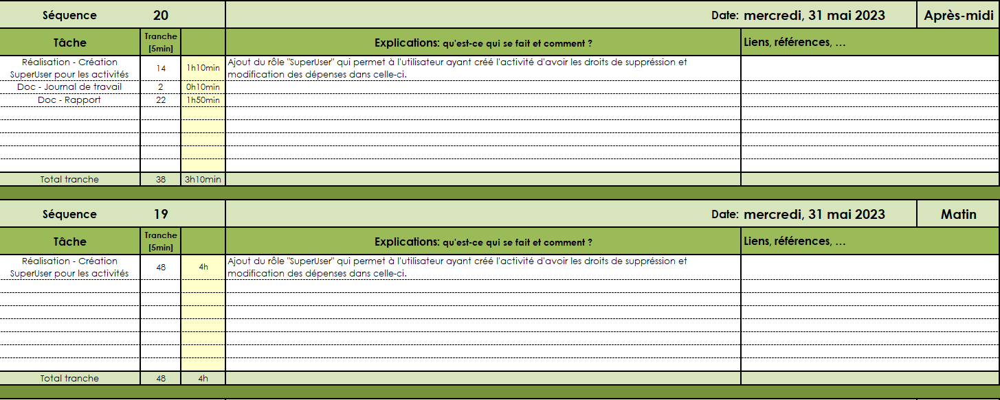 Séquence 20 Date: mercredi, 31 mai 2023 Après-midi
Tâche Tranche [5min] Explications: qu'est-ce qui se fait et comment ? Liens, références, …
Réalisation - Création
SuperUser pour les activités 14 1h10min Ajout du rôle "SuperUser" qui permet à l'utilisateur ayant créé l'activité d'avoir les droits de suppréssion et
modification des dépenses dans celle-ci.
Doc - Journal de travail 2 0h10min
Doc - Rapport 22 1h50min
Total tranche 38 3h10min
Séquence 19 Date: mercredi, 31 mai 2023 Matin
Tâche Tranche [5min] Explications: qu'est-ce qui se fait et comment ? Liens, références, …
Réalisation - Création
SuperUser pour les activités 48 4h Ajout du rôle "SuperUser" qui permet à l'utilisateur ayant créé l'activité d'avoir les droits de suppréssion et
modification des dépenses dans celle-ci.
Total tranche 48 4h